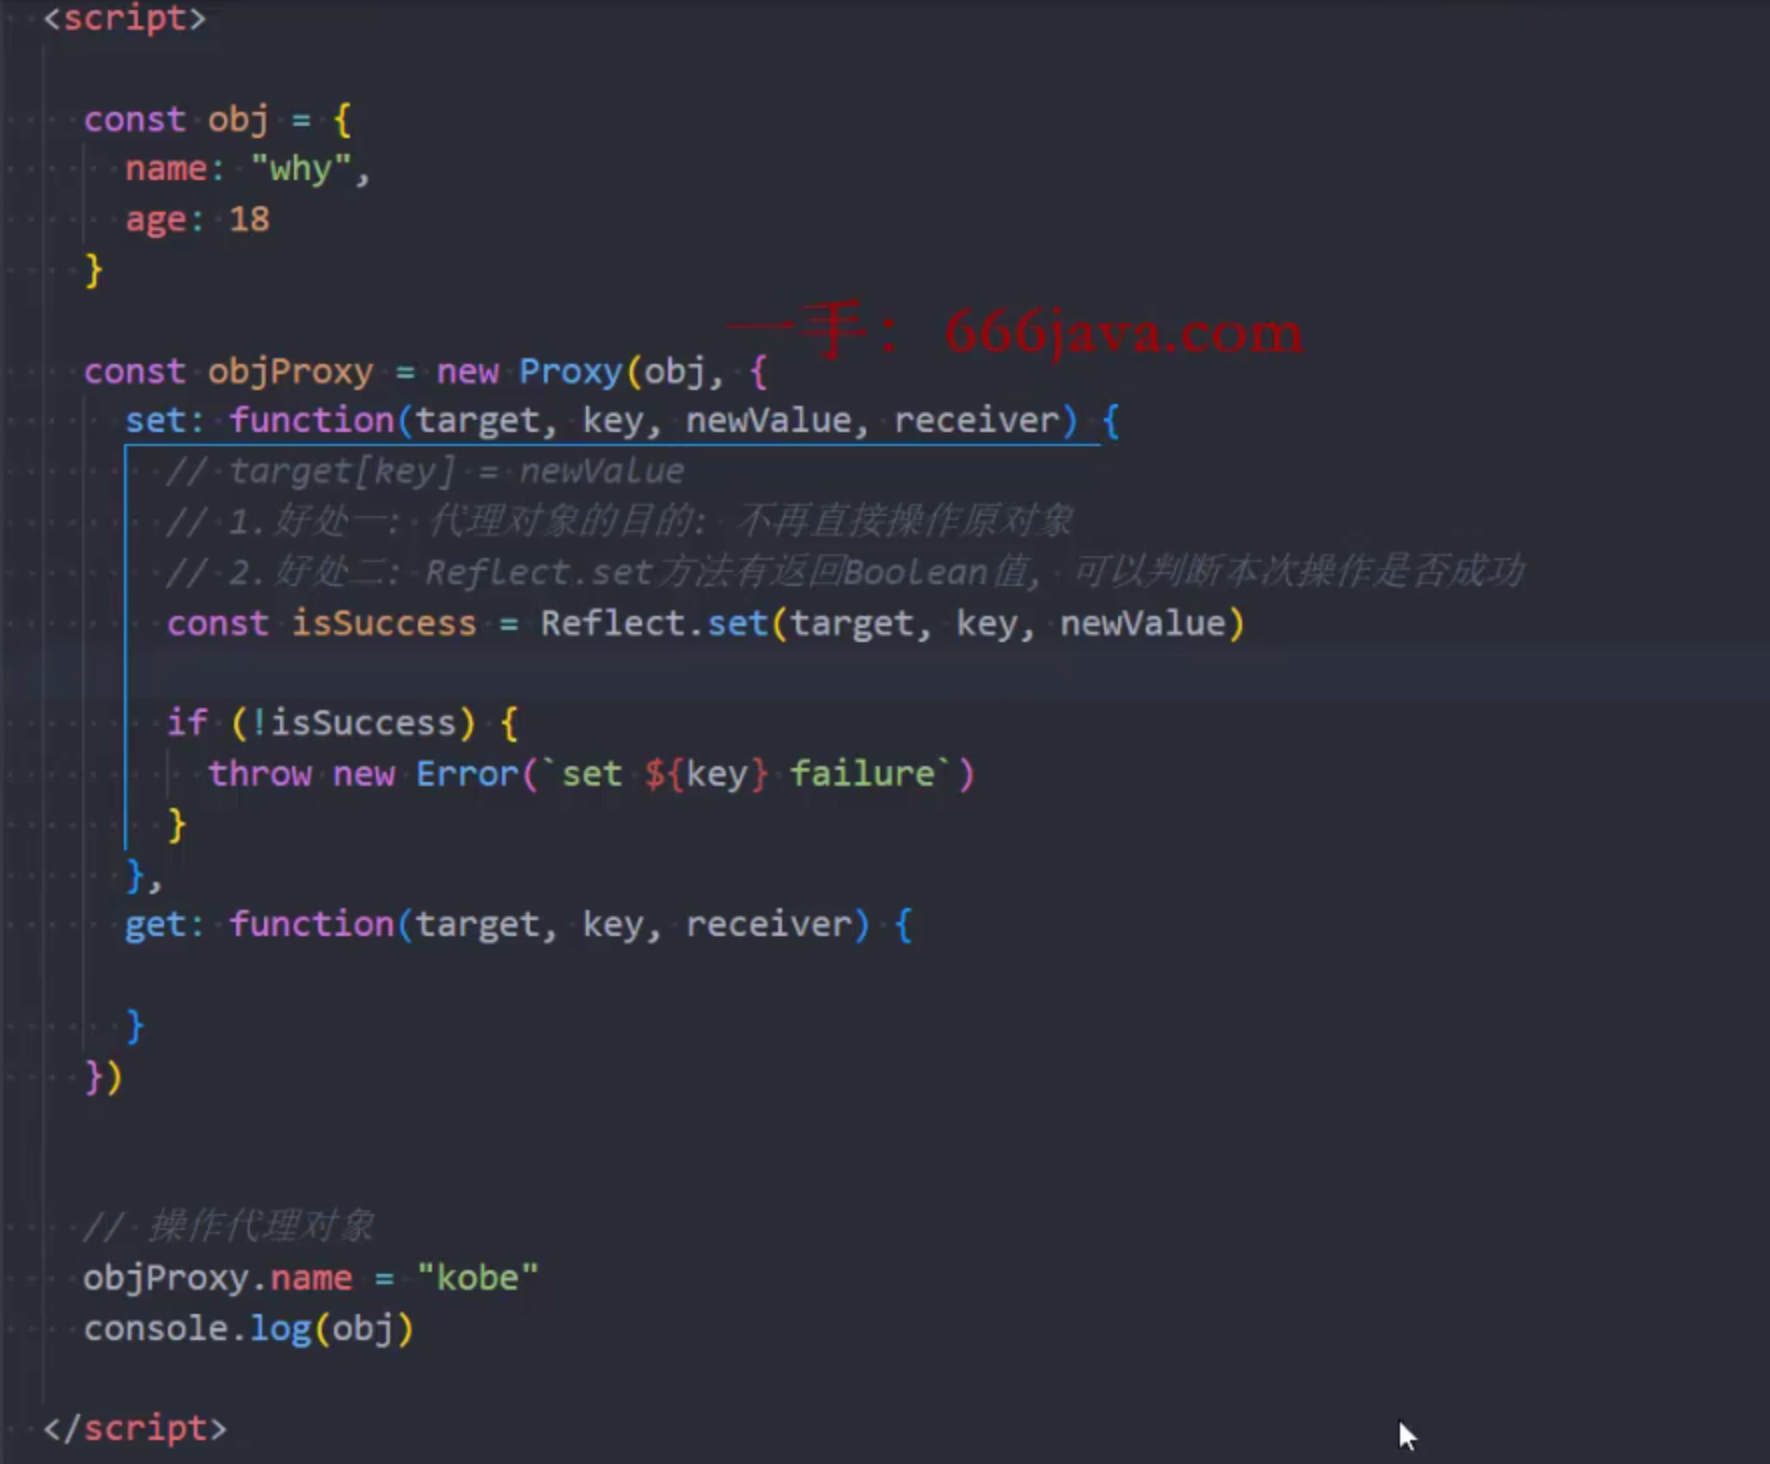 <script>
const obj = {
name: "why",
age: 18
}
一手：666java.com
const objProxy = new Proxy(obj, {
set: function(target, key, newValue, receiver) {
// target[key] = newValue
// 1.好处一: 代理对象的目的: 不再直接操作原对象
// 2.好处二: Reflect.set方法有返回Boolean值, 可以判断本次操作是否成功
const isSuccess = Reflect.set(target, key, newValue)
if (!isSuccess) {
throw new Error(`set ${key} failure`)
}
},
get: function(target, key, receiver) {
}
})
// 操作代理对象
objProxy.name = "kobe"
console.log(obj)
</script>